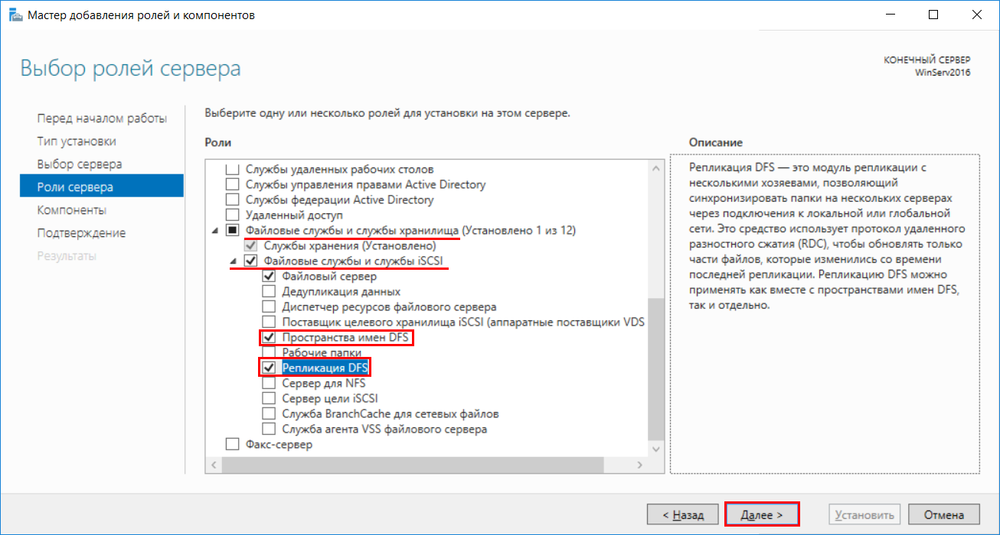 Мастер добавления ролей и компонентов
Выбор ролей сервера
КОНЕЧНЫЙ СЕРВЕР
WinServ2016
Перед началом работы
Тип установки
Выбор сервера
Роли сервера
Компоненты
Подтверждение
Результаты
Выберите одну или несколько ролей для установки на этом сервере.
Роли
Службы удаленных рабочих столов
Службы управления правами Active Directory
Службы федерации Active Directory
Удаленный доступ
Файловые службы и службы хранилища (Установлено 1 из 12)
Службы хранения (Установлено)
Файловые службы и службы iSCSI
Файловый сервер
Дедупликация данных
Диспетчер ресурсов файлового сервера
Поставщик целевого хранилища iSCSI (аппаратные поставщики VDS
Пространства имен DFS
Рабочие папки
Репликация DFS
Сервер для NFS
Сервер цели iSCSI
Служба BranchCache для сетевых файлов
Служба агента VSS файлового сервера
Факс-сервер
Описание
Репликация DFS — это модуль репликации с
несколькими хозяевами, позволяющий
синхронизировать папки на нескольких серверах
через подключения к локальной или глобальной
сети. Это средство использует протокол удаленного
разностного сжатия (RDC), чтобы обновлять только
части файлов, которые изменились со времени
последней репликации. Репликацию DFS можно
применять как вместе с пространствами имен DFS,
так и отдельно.
< Назад
Далее >
Установить
Отмена